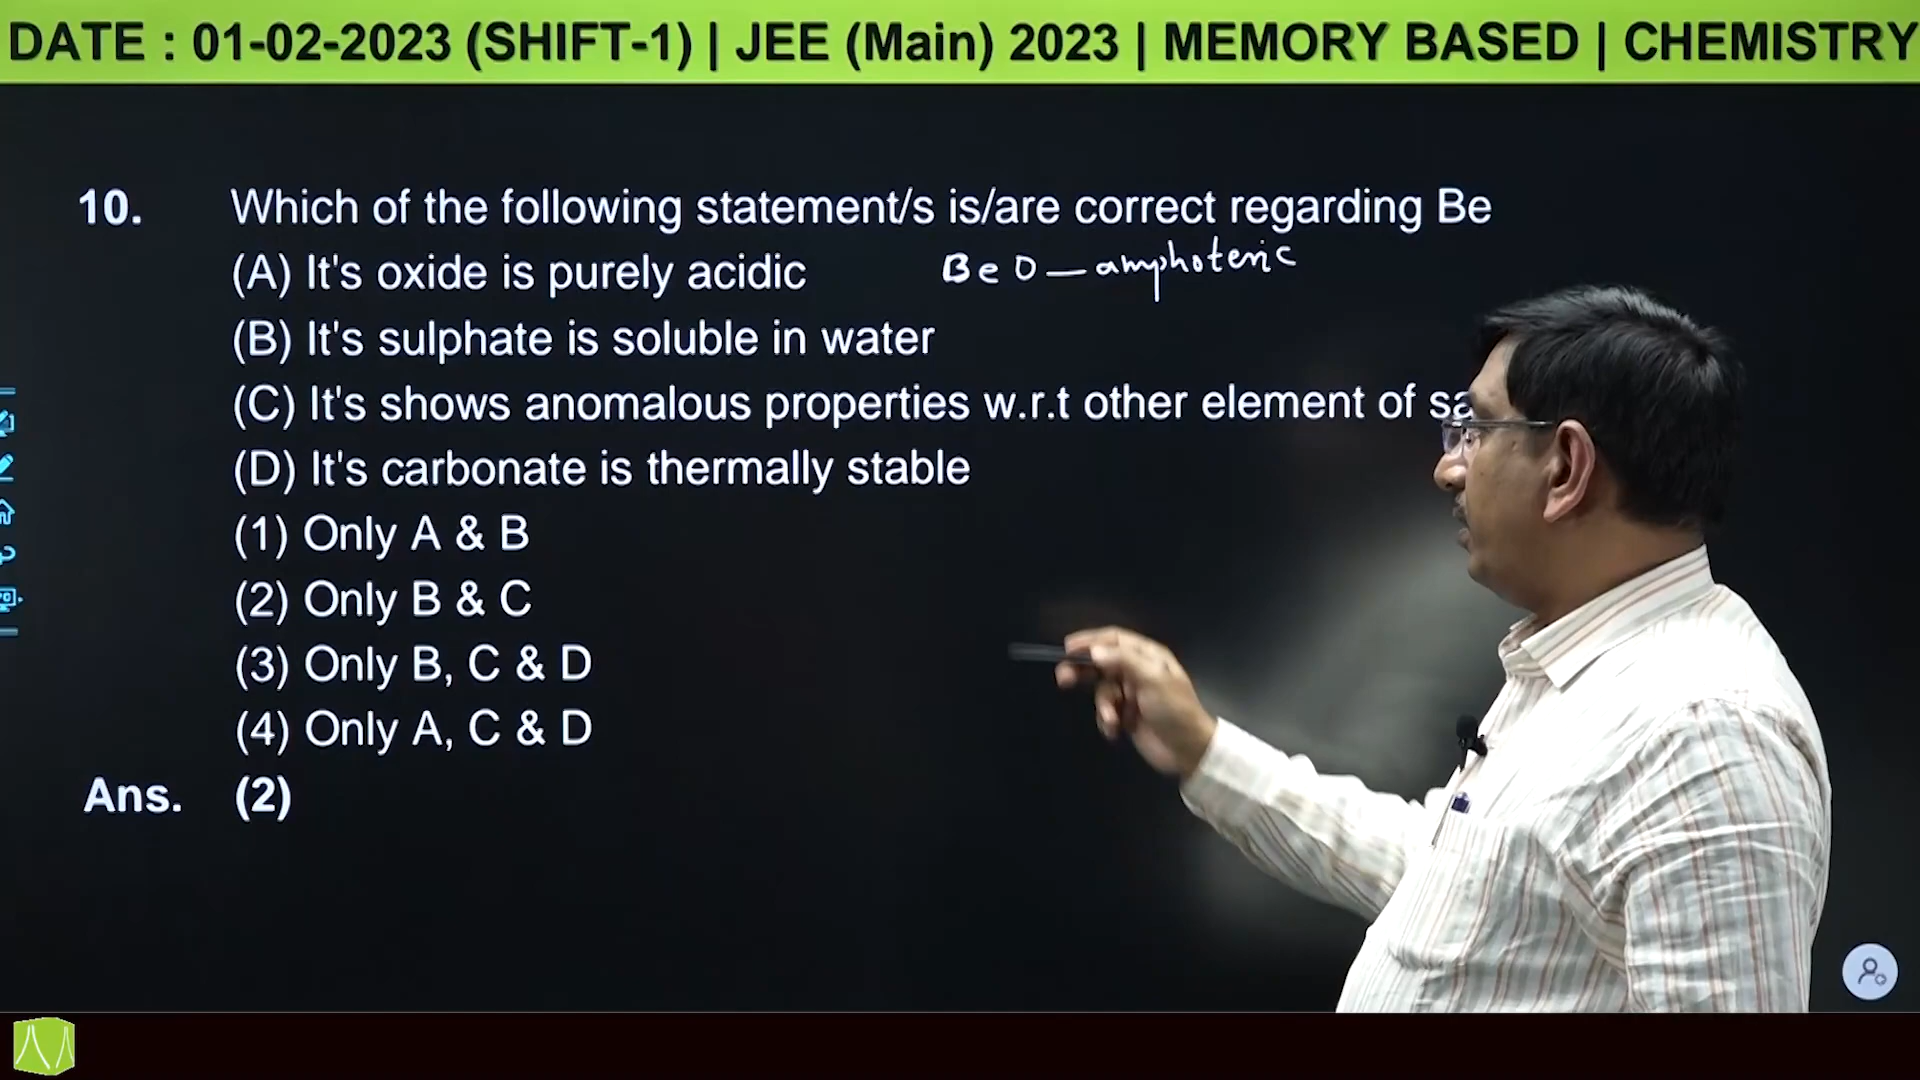 DATE : 01-02-2023 (SHIFT-1) | JEE (Main) 2023 | MEMORY BASED | CHEMISTRY
10. Which of the following statement/s is/are correct regarding Be
(A) It's oxide is purely acidic BeO — amphoteric
(B) It's sulphate is soluble in water
(C) It's shows anomalous properties w.r.t other element of sa
(D) It's carbonate is thermally stable
(1) Only A & B
(2) Only B & C
(3) Only B, C & D
(4) Only A, C & D
Ans. (2)